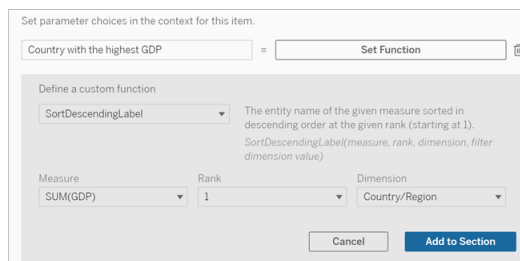 Set parameter choices in the context for this item.
Country with the highest GDP = Set Function
Define a custom function
SortDescendingLabel
The entity name of the given measure sorted in
descending order at the given rank (starting at 1).
SortDescendingLabel(measure, rank, dimension, filter
dimension value)
Measure Rank Dimension
SUM(GDP) 1 Country/Region
Cancel Add to Section